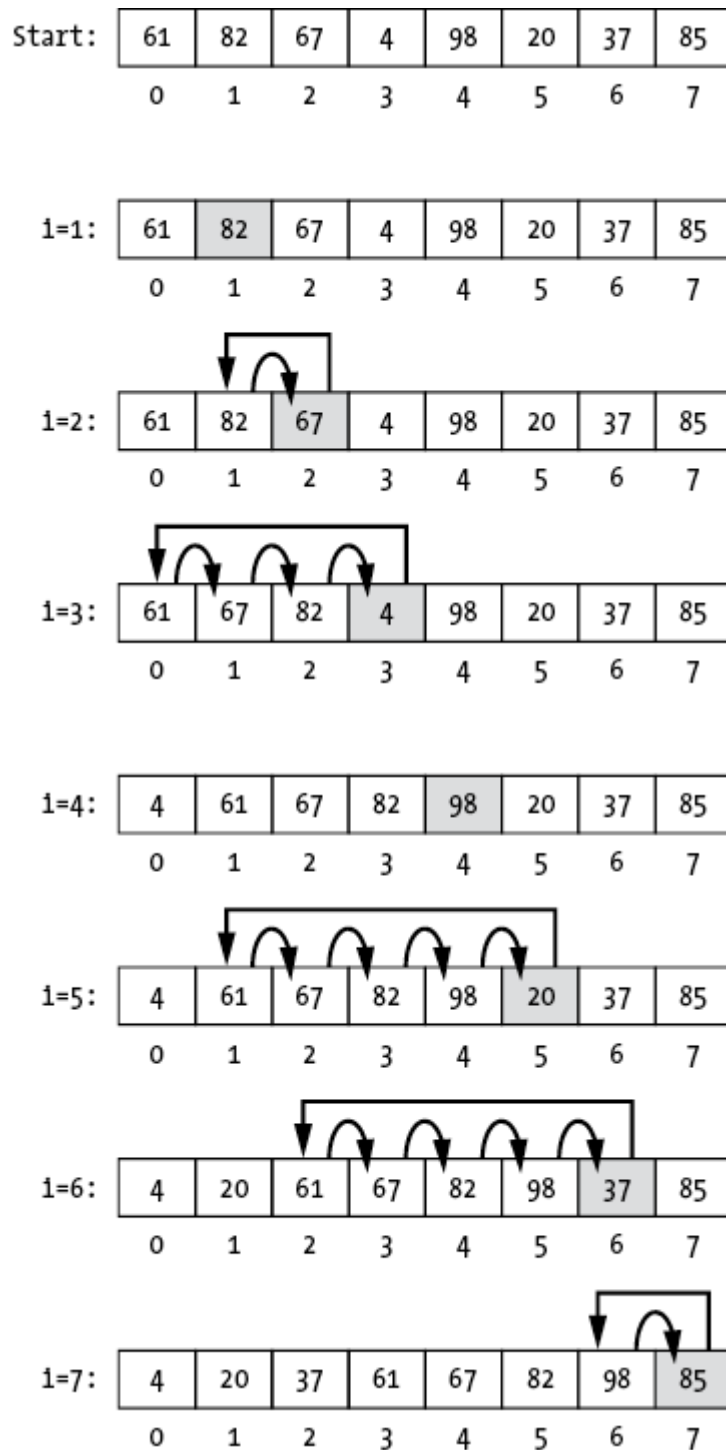 Start: 61 82 67 4 98 20 37 85
0 1 2 3 4 5 6 7
i=1: 61 82 67 4 98 20 37 85
0 1 2 3 4 5 6 7
i=2: 61 82 67 4 98 20 37 85
0 1 2 3 4 5 6 7
i=3: 61 67 82 4 98 20 37 85
0 1 2 3 4 5 6 7
i=4: 4 61 67 82 98 20 37 85
0 1 2 3 4 5 6 7
i=5: 4 61 67 82 98 20 37 85
0 1 2 3 4 5 6 7
i=6: 4 20 61 67 82 98 37 85
0 1 2 3 4 5 6 7
i=7: 4 20 37 61 67 82 98 85
0 1 2 3 4 5 6 7